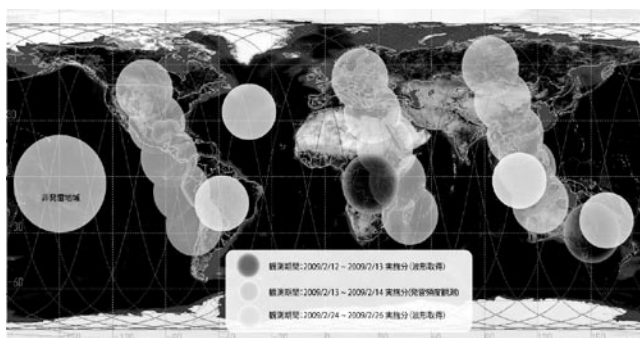 非発雷地域
観測期間:2009/2/12 ~ 2009/2/13 実施分(波形取得)
観測期間:2009/2/13 ~ 2009/2/14 実施分(発雷頻度観測)
観測期間:2009/2/24 ~ 2009/2/26 実施分(波形取得)